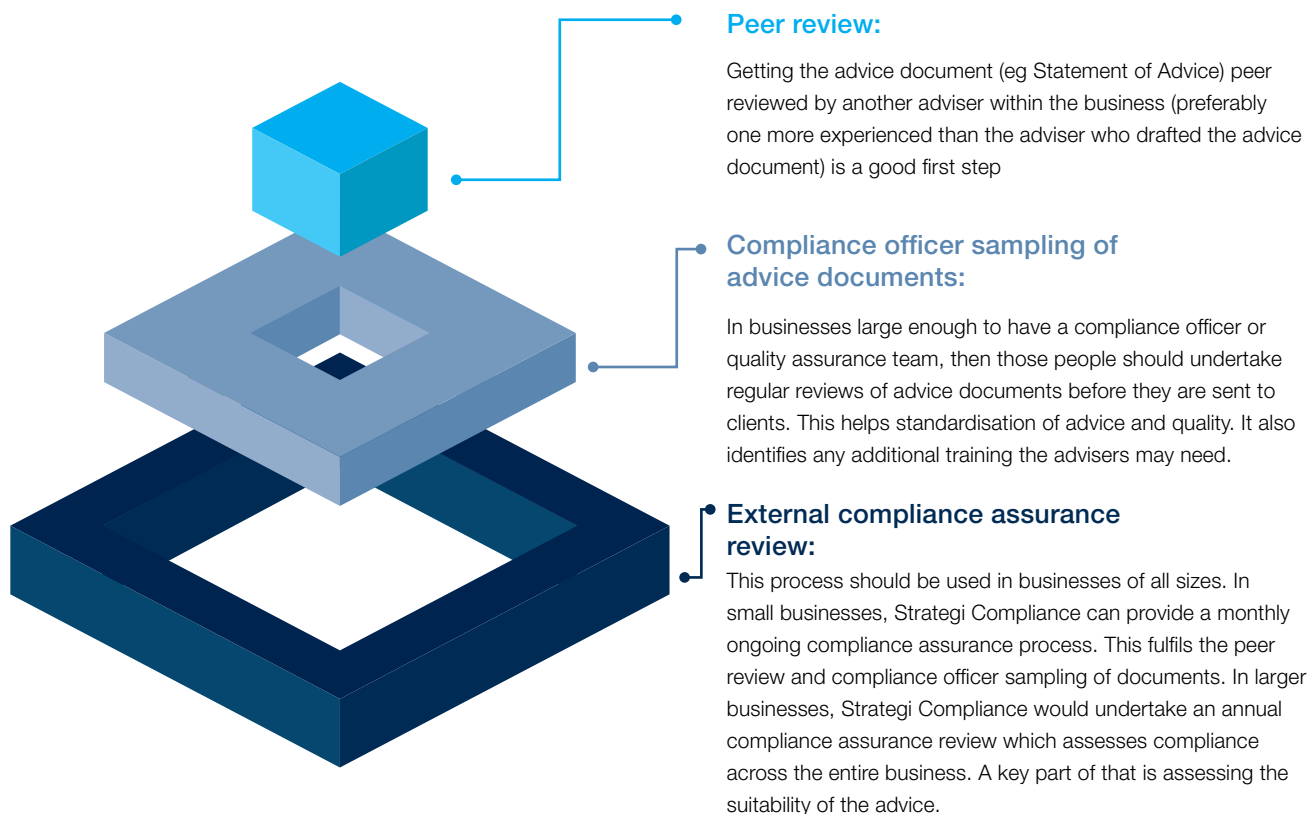 Peer review:
Getting the advice document (eg Statement of Advice) peer
reviewed by another adviser within the business (preferably
one more experienced than the adviser who drafted the advice
document) is a good first step
Compliance officer sampling of
advice documents:
In businesses large enough to have a compliance officer or
quality assurance team, then those people should undertake
regular reviews of advice documents before they are sent to
clients. This helps standardisation of advice and quality. It also
identifies any additional training the advisers may need.
External compliance assurance
review:
This process should be used in businesses of all sizes. In
small businesses, Strategi Compliance can provide a monthly
ongoing compliance assurance process. This fulfils the peer
review and compliance officer sampling of documents. In larger
businesses, Strategi Compliance would undertake an annual
compliance assurance review which assesses compliance
across the entire business. A key part of that is assessing the
suitability of the advice.